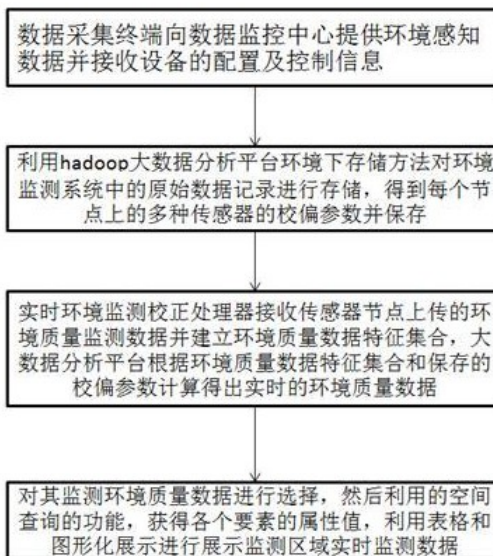 数据采集终端向数据监控中心提供环境感知
数据并接收设备的配置及控制信息
利用hadoop大数据分析平台环境下存储方法对环境
监测系统中的原始数据记录进行存储，得到每个节
点上的多种传感器的校偏参数并保存
实时环境监测校正处理器接收传感器节点上传的环
境质量监测数据并建立环境质量数据特征集合，大
数据分析平台根据环境质量数据特征集合和保存的
校偏参数计算得出实时的环境质量数据
对其监测环境质量数据进行选择，然后利用的空间
查询的功能，获得各个要素的属性值，利用表格和
图形化展示进行展示监测区域实时监测数据